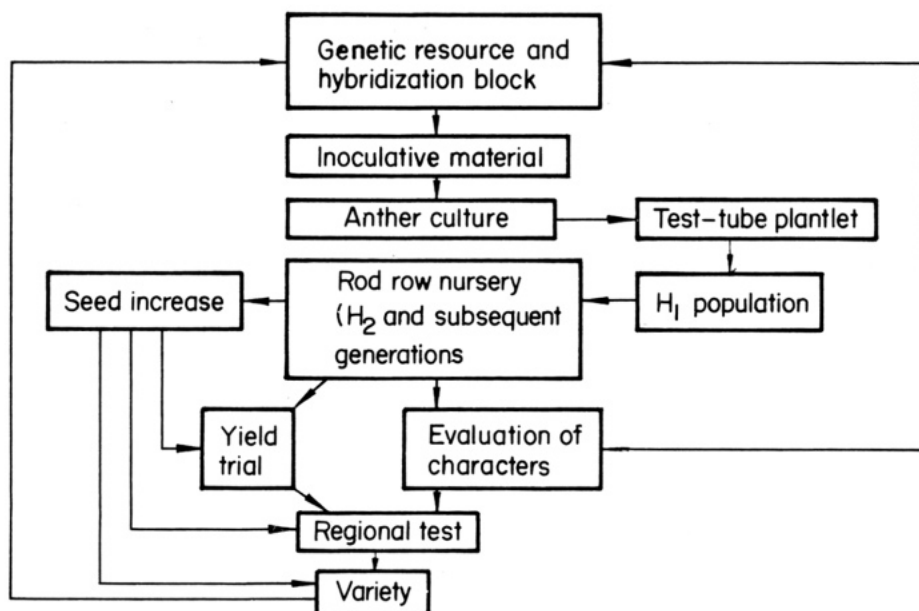 Genetic resource and
hybridization block
Inoculative material
Anther culture
Test-tube plantlet
H₁ population
Rod row nursery
(H₂ and subsequent
generations
Seed increase
Yield
trial
Evaluation of
characters
Regional test
Variety